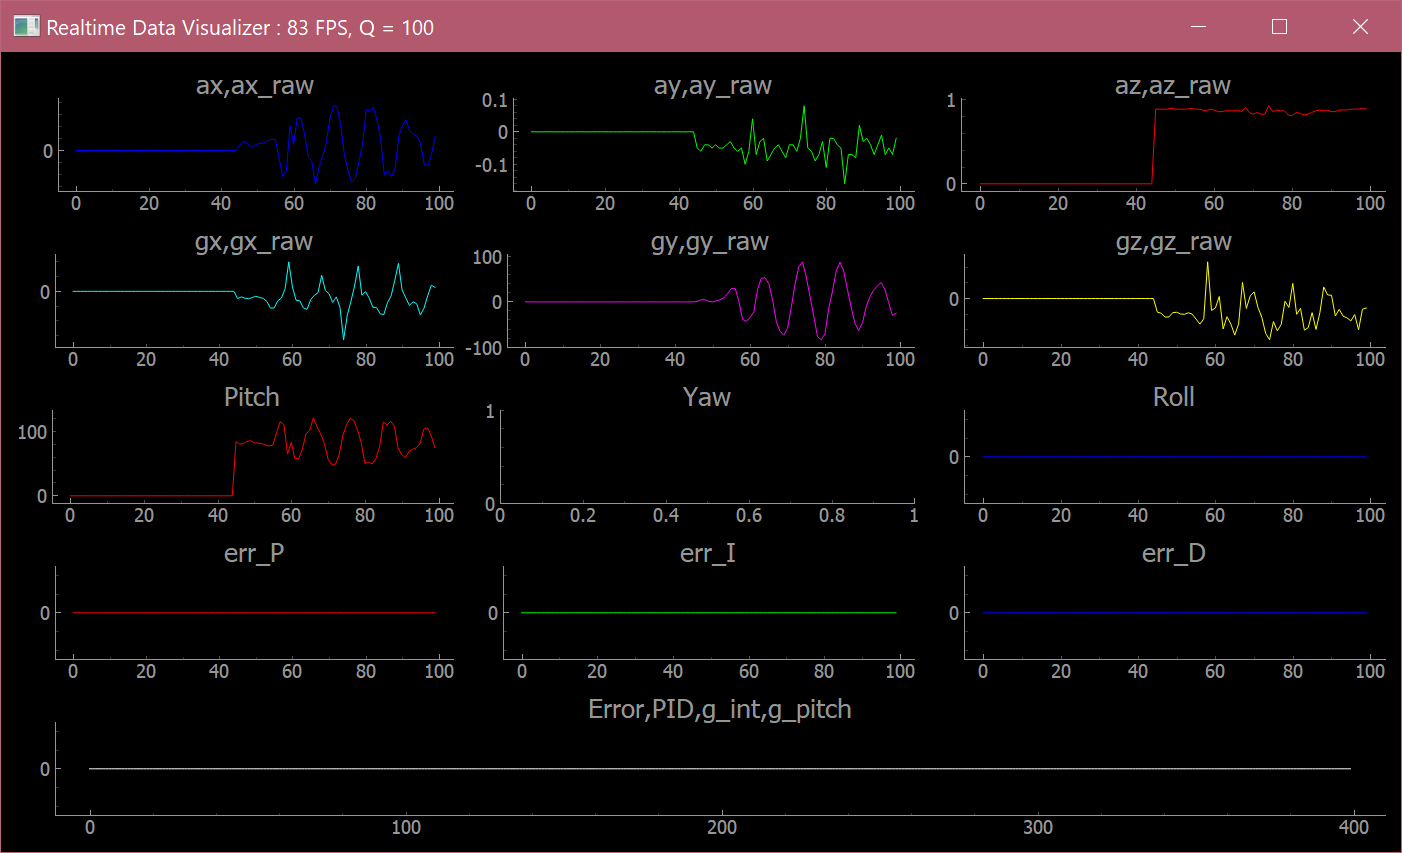 Realtime Data Visualizer : 83 FPS, Q = 100
ax,ax_raw
0
0 20 40 60 80 100
ay,ay_raw
0.1
0
-0.1
0 20 40 60 80 100
az,az_raw
1
0
0 20 40 60 80 100
gx,gx_raw
0
0 20 40 60 80 100
gy,gy_raw
100
0
-100
0 20 40 60 80 100
gz,gz_raw
0
0 20 40 60 80 100
Pitch
100
0
0 20 40 60 80 100
Yaw
1
0
0 0.2 0.4 0.6 0.8 1
Roll
0
0 20 40 60 80 100
err_P
0
0 20 40 60 80 100
err_I
0
0 20 40 60 80 100
err_D
0
0 20 40 60 80 100
Error,PID,g_int,g_pitch
0
0 100 200 300 400